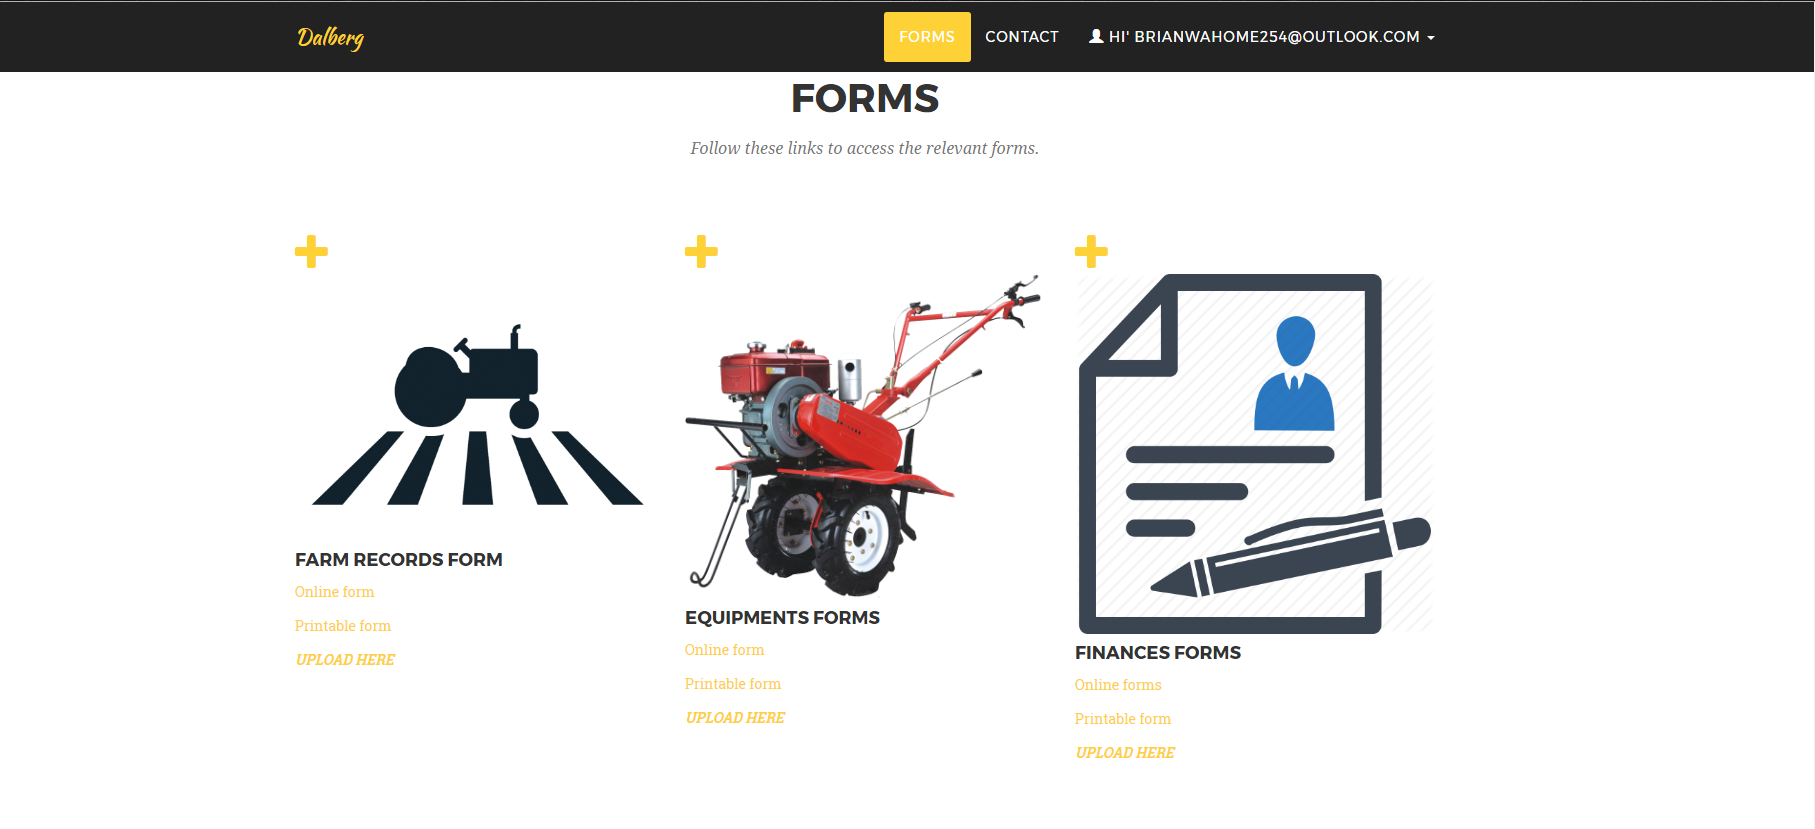 Dalberg
FORMS
CONTACT
HI' BRIANWAHOME254@OUTLOOK.COM
FORMS
Follow these links to access the relevant forms.
FARM RECORDS FORM
Online form
Printable form
UPLOAD HERE
EQUIPMENTS FORMS
Online form
Printable form
UPLOAD HERE
FINANCES FORMS
Online forms
Printable form
UPLOAD HERE